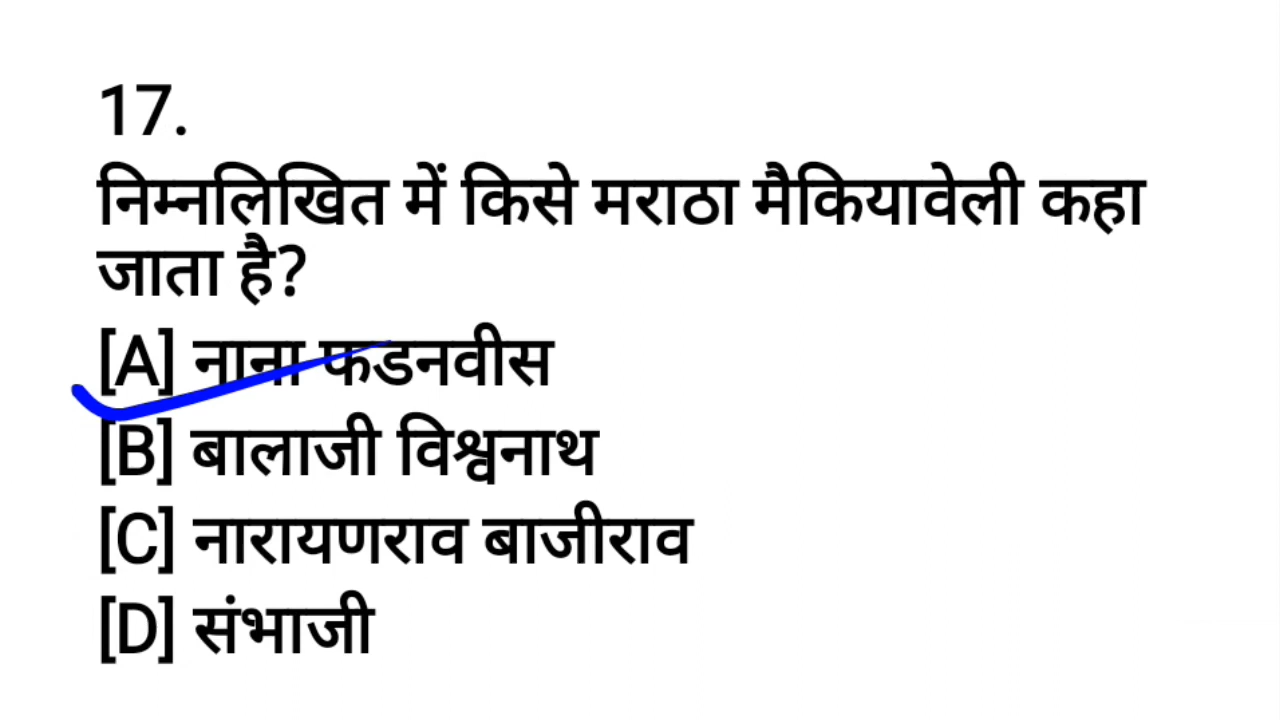 17.
निम्नलिखित में किसे मराठा मैकियावेली कहा
जाता है?
[A] नाना फडनवीस
[B] बालाजी विश्वनाथ
[C] नारायणराव बाजीराव
[D] संभाजी